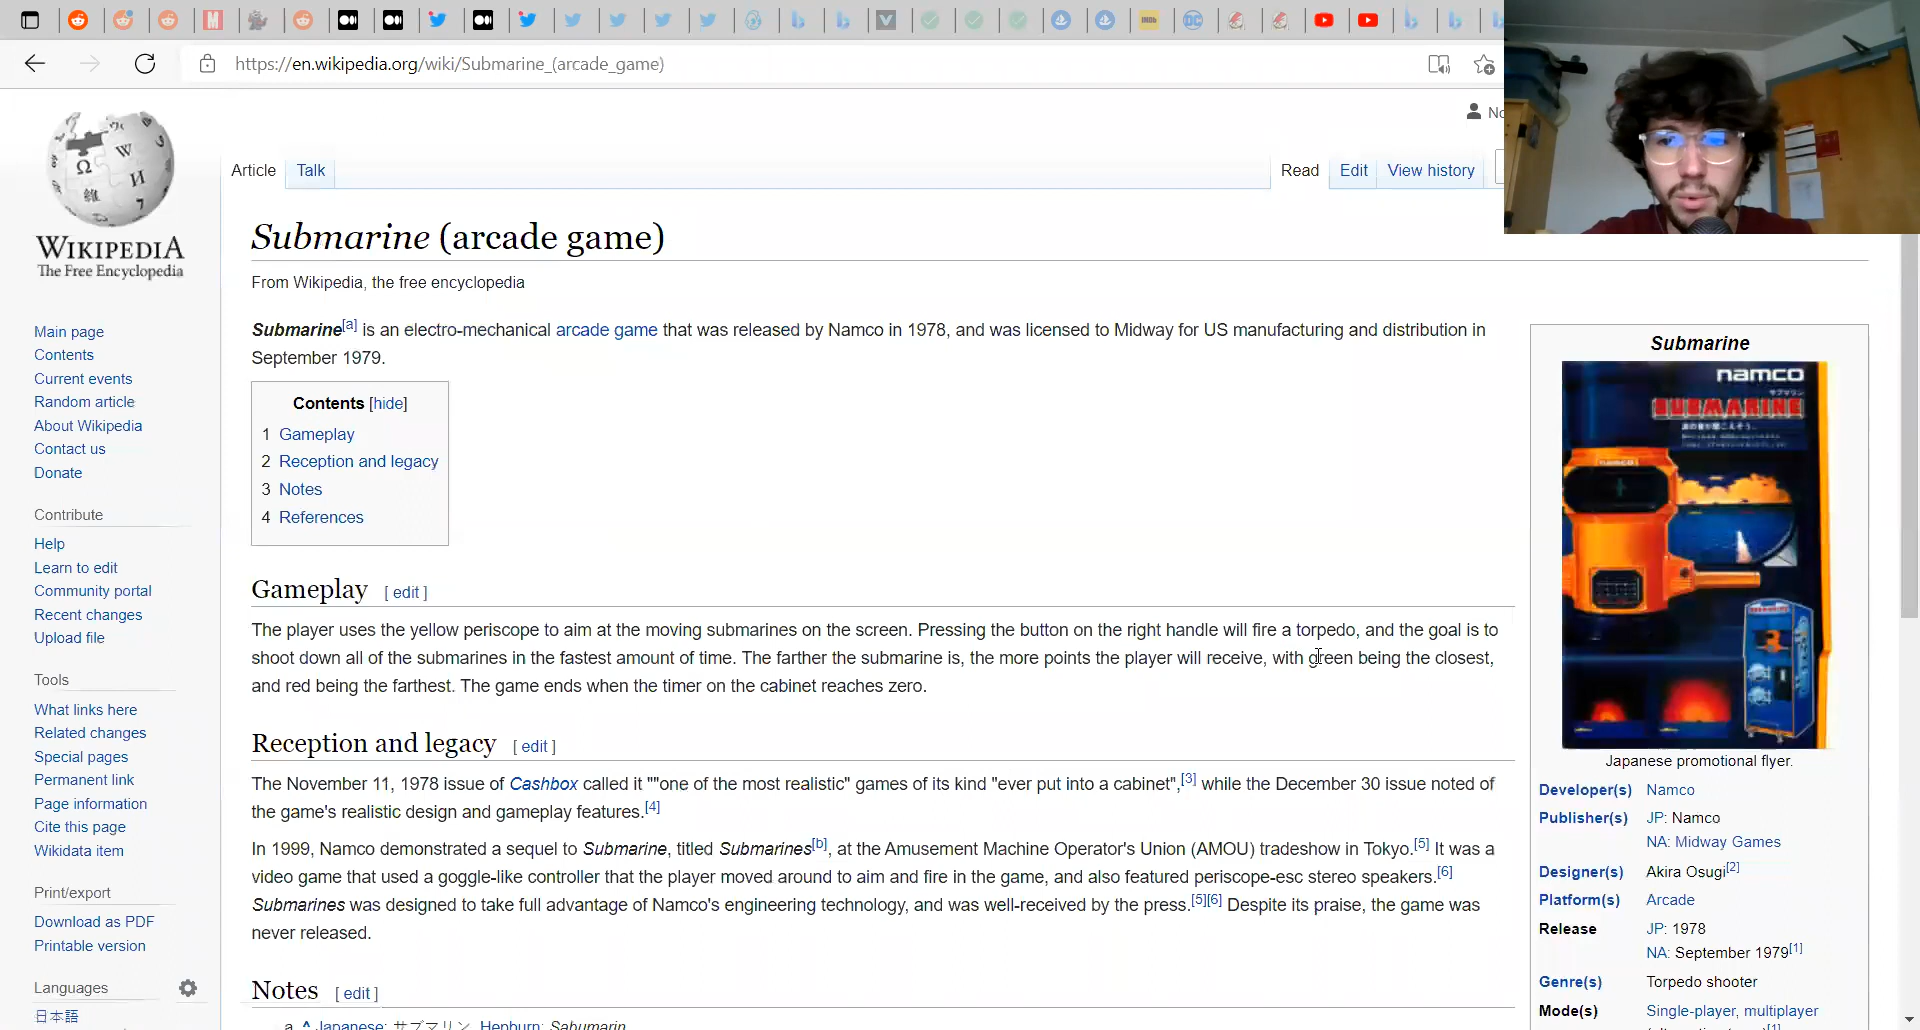 https://en.wikipedia.org/wiki/Submarine_(arcade_game)
WIKIPEDIA
The Free Encyclopedia
Main page
Contents
Current events
Random article
About Wikipedia
Contact us
Donate
Contribute
Help
Learn to edit
Community portal
Recent changes
Upload file
Tools
What links here
Related changes
Special pages
Permanent link
Page information
Cite this page
Wikidata item
Print/export
Download as PDF
Printable version
Languages
日本語
Article Talk
Read Edit View history
Submarine (arcade game)
From Wikipedia, the free encyclopedia
Submarine[a] is an electro-mechanical arcade game that was released by Namco in 1978, and was licensed to Midway for US manufacturing and distribution in
September 1979.
Contents [hide]
1 Gameplay
2 Reception and legacy
3 Notes
4 References
Gameplay [ edit ]
The player uses the yellow periscope to aim at the moving submarines on the screen. Pressing the button on the right handle will fire a torpedo, and the goal is to
shoot down all of the submarines in the fastest amount of time. The farther the submarine is, the more points the player will receive, with green being the closest,
and red being the farthest. The game ends when the timer on the cabinet reaches zero.
Reception and legacy [ edit ]
The November 11, 1978 issue of Cashbox called it ""one of the most realistic" games of its kind "ever put into a cabinet",[3] while the December 30 issue noted of
the game's realistic design and gameplay features.[4]
In 1999, Namco demonstrated a sequel to Submarine, titled Submarines[b], at the Amusement Machine Operator's Union (AMOU) tradeshow in Tokyo.[5] It was a
video game that used a goggle-like controller that the player moved around to aim and fire in the game, and also featured periscope-esc stereo speakers.[6]
Submarines was designed to take full advantage of Namco's engineering technology, and was well-received by the press.[5][6] Despite its praise, the game was
never released.
Notes [ edit ]
a. ^ Japanese: サブマリン Hepburn: Sabumarin
Submarine
namco
サブマリン
SUBMARINE
Japanese promotional flyer.
Developer(s) Namco
Publisher(s) JP: Namco
NA: Midway Games
Designer(s) Akira Osugi[2]
Platform(s) Arcade
Release JP: 1978
NA: September 1979[1]
Genre(s) Torpedo shooter
Mode(s) Single-player, multiplayer